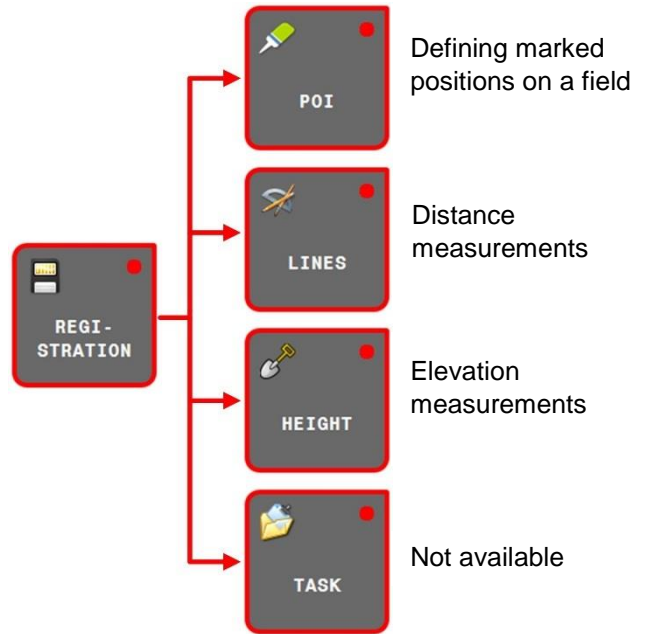 POI
Defining marked
positions on a field
LINES
Distance
measurements
REGI-
STRATION
HEIGHT
Elevation
measurements
TASK
Not available